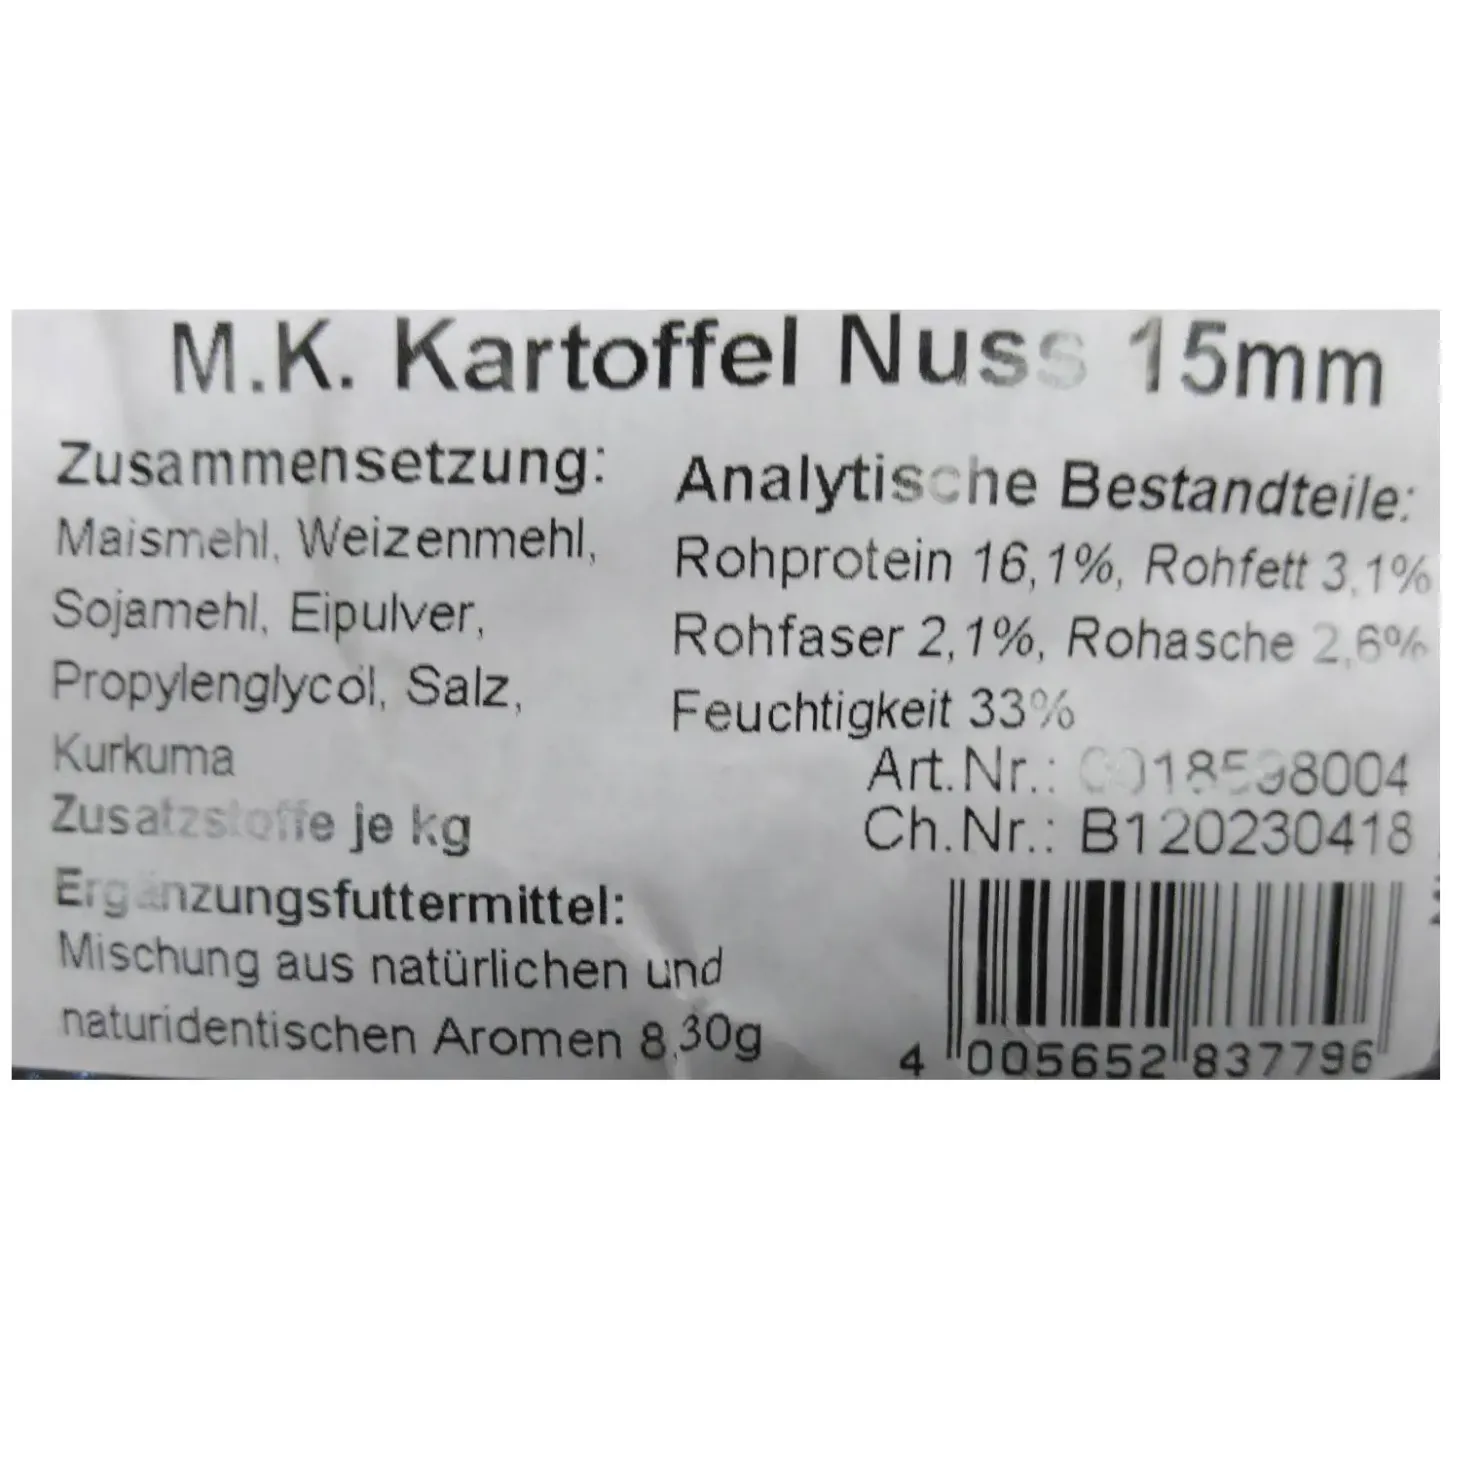 M.K. Kartoffel Nuss 15mm
Zusammensetzung:
Maismehl, Weizenmehl,
Sojamehl, Eipulver,
Propylenglycol, Salz,
Kurkuma
Zusatzstoffe je kg
Ergänzungsfuttermittel:
Mischung aus natürlichen und
naturidentischen Aromen 8,30g
Analytische Bestandteile:
Rohprotein 16,1%, Rohfett 3,1%
Rohfaser 2,1%, Rohasche 2,6%
Feuchtigkeit 33%
Art.Nr.:
Ch.Nr.: B120230418
4 005652 837796